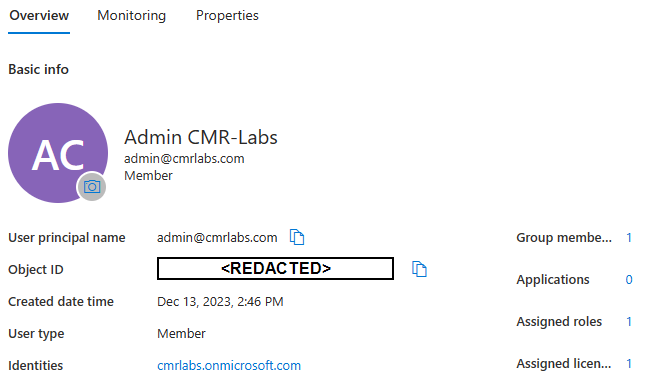 Overview Monitoring Properties
Basic info
AC
Admin CMR-Labs
admin@cmrlabs.com
Member
User principal name admin@cmrlabs.com Group membe... 1
Object ID <REDACTED>
Applications 0
Created date time Dec 13, 2023, 2:46 PM
Assigned roles 1
User type Member
Identities cmrlabs.onmicrosoft.com Assigned licen... 1